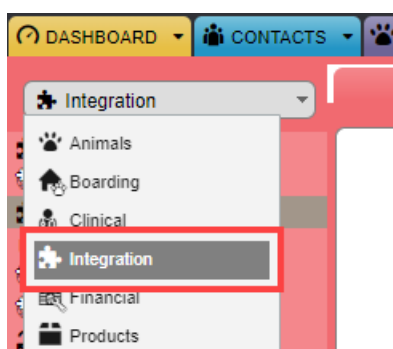 DASHBOARD CONTACTS
Integration
Animals
Boarding
Clinical
Integration
Financial
Products